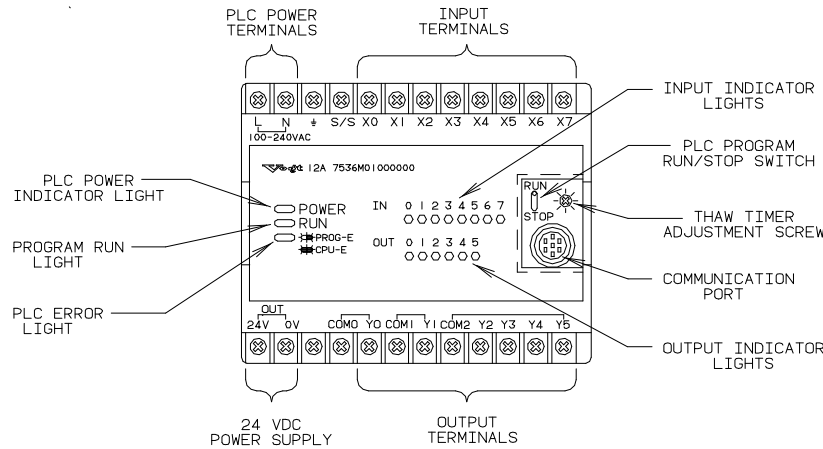 PLC POWER
TERMINALS
INPUT
TERMINALS
INPUT INDICATOR
LIGHTS
L N ⏚ S/S X0 X1 X2 X3 X4 X5 X6 X7
100-240VAC
PLC PROGRAM
RUN/STOP SWITCH
12A 7536M01000000
PLC POWER
INDICATOR LIGHT
RUN
STOP
POWER
RUN
PROG-E
CPU-E
IN 0 1 2 3 4 5 6 7
OUT 0 1 2 3 4 5
THAW TIMER
ADJUSTMENT SCREW
PROGRAM RUN
LIGHT
COMMUNICATION
PORT
PLC ERROR
LIGHT
OUT
24V 0V COM0 Y0 COM1 Y1 COM2 Y2 Y3 Y4 Y5
OUTPUT INDICATOR
LIGHTS
24 VDC
POWER SUPPLY
OUTPUT
TERMINALS